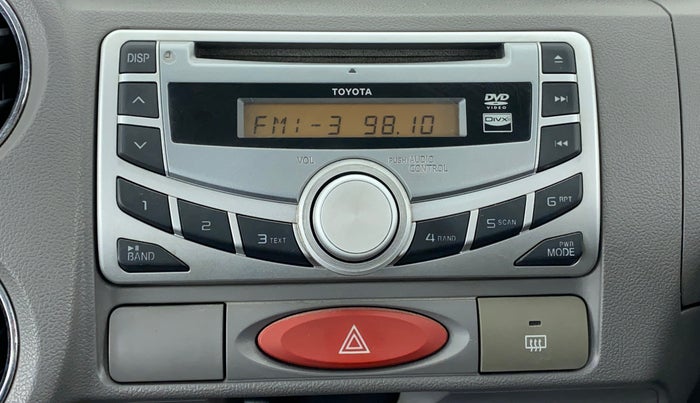 DISP
TOYOTA
FM1-3 98.10
DVD
VIDEO
DivX
VOL
PUSH/AUDIO
CONTROL
1
2
3 TEXT
4 RAND
5 SCAN
6 RPT
BAND
PWR
MODE